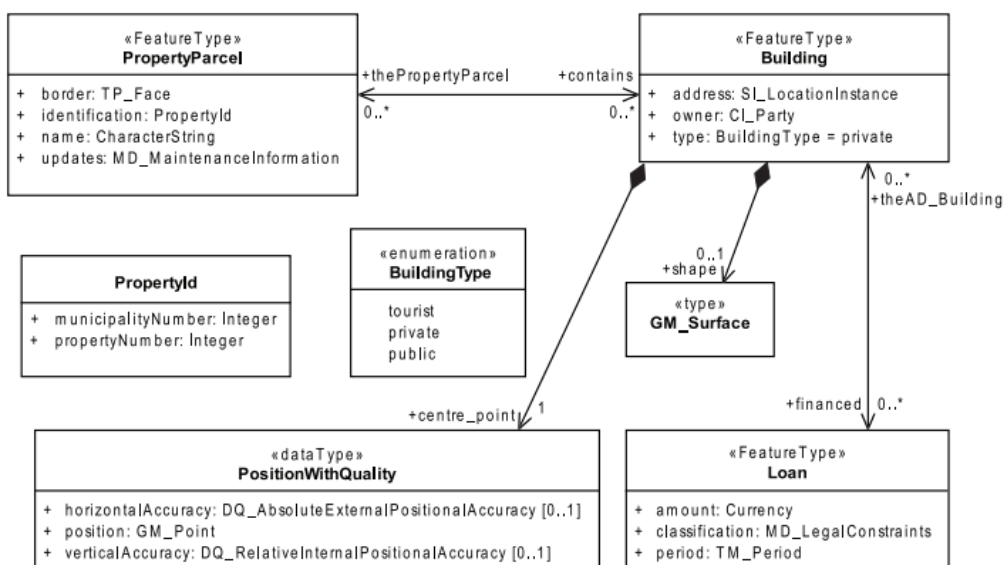 «FeatureType»
PropertyParcel
+ border: TP_Face
+ identification: PropertyId
+ name: CharacterString
+ updates: MD_MaintenanceInformation
+thePropertyParcel
0..*
+contains
0..*
«FeatureType»
Building
+ address: SI_LocationInstance
+ owner: CI_Party
+ type: BuildingType = private
0..*
+theAD_Building
PropertyId
+ municipalityNumber: Integer
+ propertyNumber: Integer
«enumeration»
BuildingType
tourist
private
public
0..1
+shape
«type»
GM_Surface
+centre_point
1
+financed
0..*
«dataType»
PositionWithQuality
+ horizontalAccuracy: DQ_AbsoluteExternalPositionalAccuracy [0..1]
+ position: GM_Point
+ verticalAccuracy: DQ_RelativeInternalPositionalAccuracy [0..1]
«FeatureType»
Loan
+ amount: Currency
+ classification: MD_LegalConstraints
+ period: TM_Period